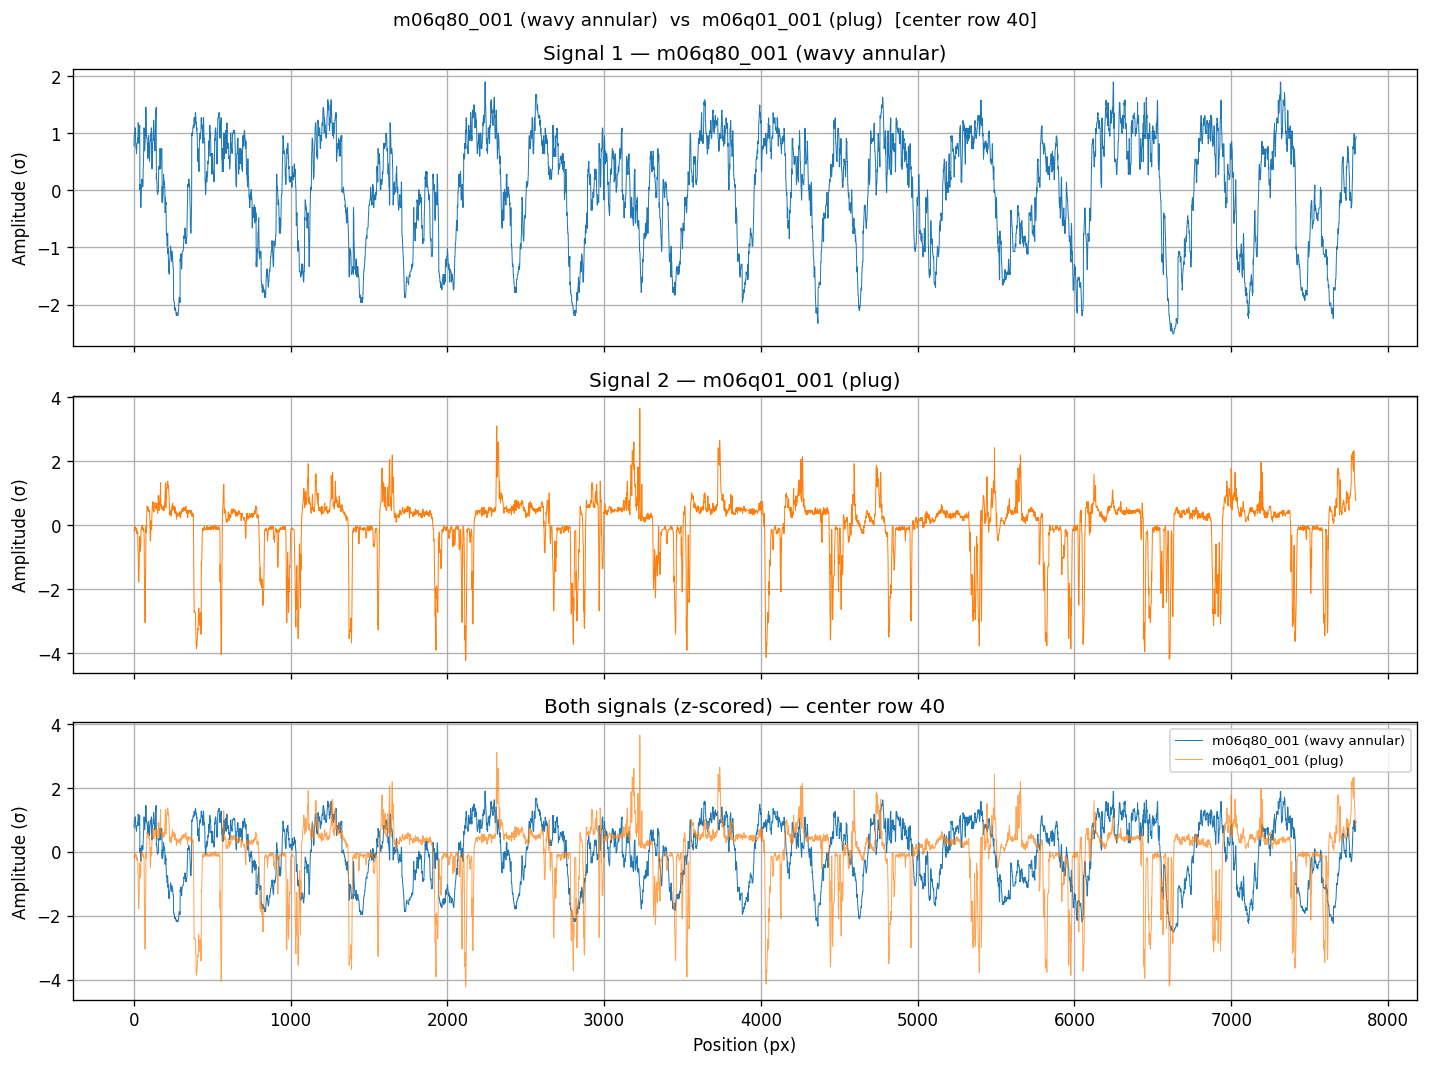 m06q80_001 (wavy annular)  vs  m06q01_001 (plug)  [center row 40]
Signal 1 — m06q80_001 (wavy annular)
Amplitude (σ)
2
1
0
−1
−2
Signal 2 — m06q01_001 (plug)
Amplitude (σ)
4
2
0
−2
−4
Both signals (z-scored) — center row 40
Amplitude (σ)
4
2
0
−2
−4
m06q80_001 (wavy annular)
m06q01_001 (plug)
0 1000 2000 3000 4000 5000 6000 7000 8000
Position (px)